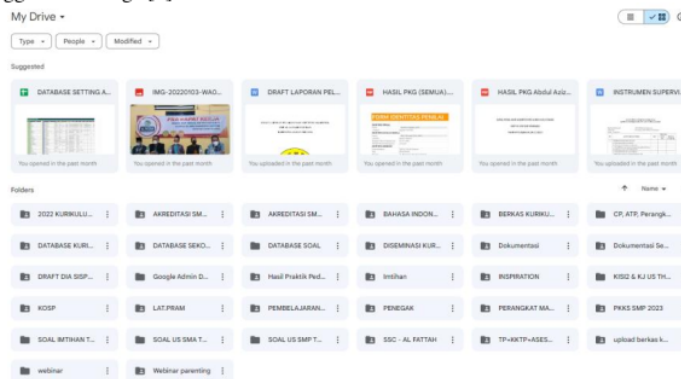 My Drive
Type People Modified
Suggested
DATABASE SETTING A... IMG-20220103-WA0... DRAFT LAPORAN PEL... HASIL PKG (SEMUA)... HASIL PKG Abdul Aziz... INSTRUMEN SUPERVI
FORM IDENTITAS PENILAI
You opened in the past month You opened in the past month You uploaded in the past month You opened in the past month You opened in the past month You uploaded in the past month
Folders Name
2022 KURIKULU... AKREDITASI SM... AKREDITASI SM... BAHASA INDON... BERKAS KURIKU... CP, ATP, Perangk...
DATABASE KURI... DATABASE SEKO... DATABASE SOAL DISEMINASI KUR... Dokumentasi Dokumentasi Se...
DRAFT DIA SISP... Google Admin D... Hasil Praktik Ped... Imtihan INSPIRATION KISI2 & KJ US TH...
KOSP LAT.PRAM PEMBELAJARAN... PENEGAK PERANGKAT MA... PKKS SMP 2023
SOAL IMTIHAN T... SOAL US SMA T... SOAL US SMP T... SSC - AL FATTAH TP+KKTP+ASES... upload berkas k...
webinar Webinar parenting